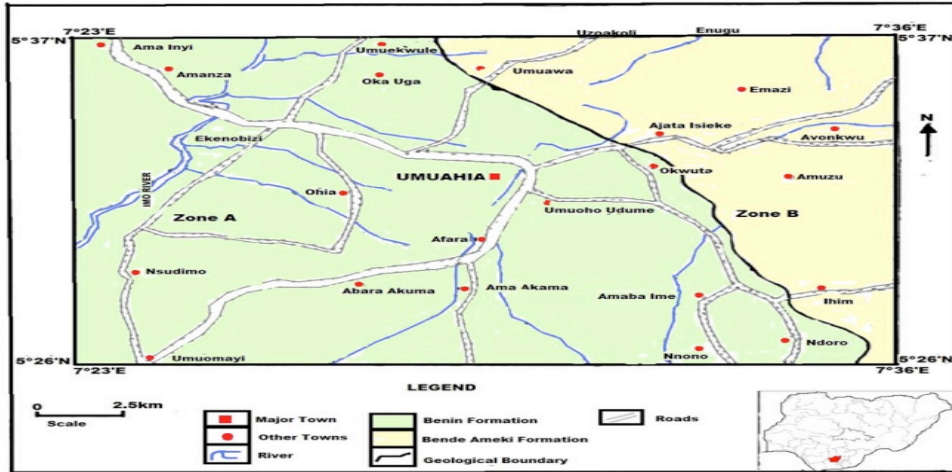 7°23'E
7°36'E
5°37'N
5°37'N
Uzoakoli
Enugu
Ama Inyi
Umuekwule
Amanza
Oka Uga
Umuawa
Emazi
N
Ekenobizi
Ajata Isieke
Avonkwu
IMO RIVER
UMUAHIA
Okwuta
Amuzu
Ohia
Zone A
Umuoho Udume
Zone B
Afara
Nsudimo
Abara Akuma
Ama Akama
Amaba Ime
Ihim
Umuomayi
Nnono
Ndoro
5°26'N
5°26'N
7°23'E
7°36'E
LEGEND
0 2.5km
Scale
Major Town
Other Towns
River
Benin Formation
Bende Ameki Formation
Geological Boundary
Roads